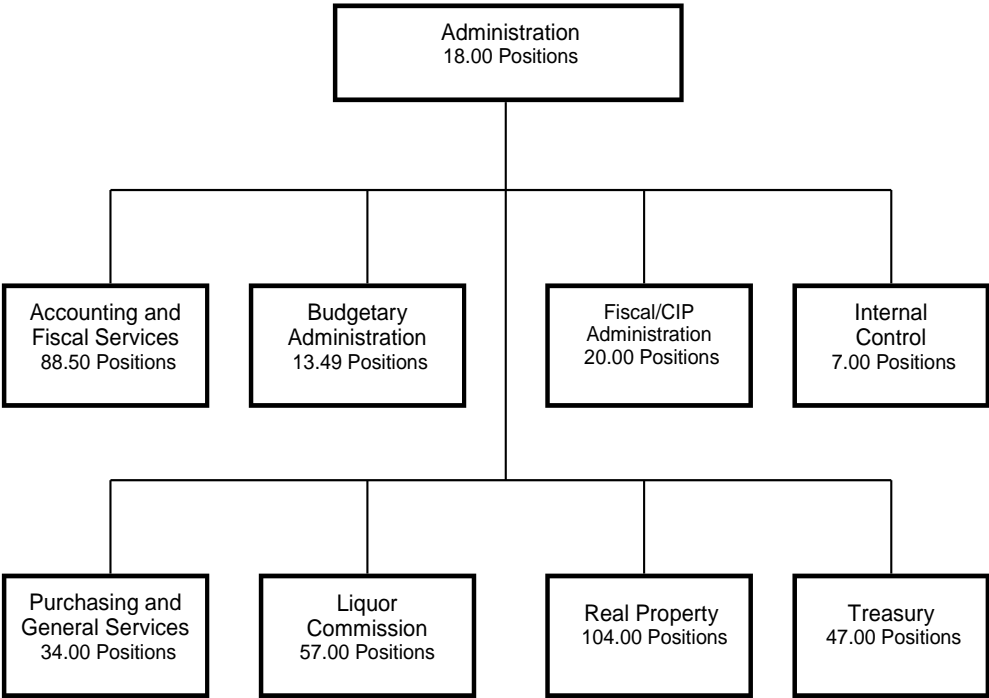 Administration
18.00 Positions
Accounting and
Fiscal Services
88.50 Positions
Budgetary
Administration
13.49 Positions
Fiscal/CIP
Administration
20.00 Positions
Internal
Control
7.00 Positions
Purchasing and
General Services
34.00 Positions
Liquor
Commission
57.00 Positions
Real Property
104.00 Positions
Treasury
47.00 Positions